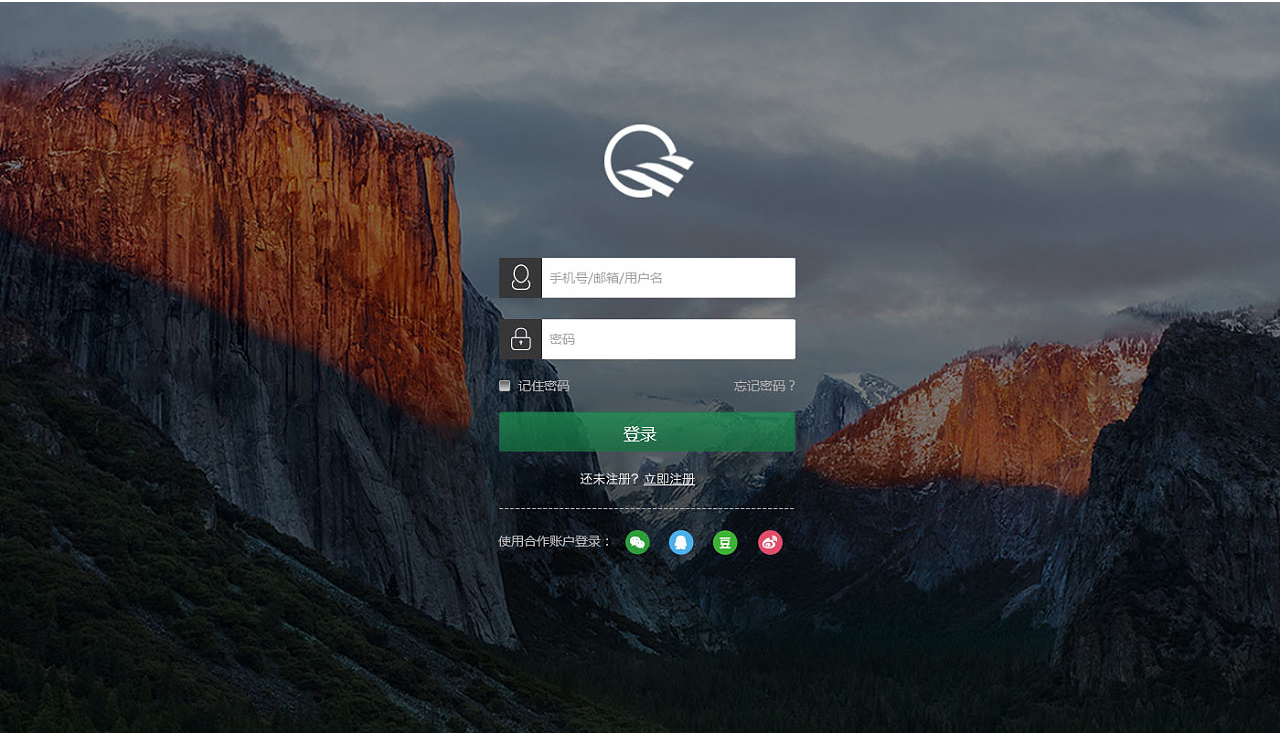 手机号/邮箱/用户名
密码
记住密码 忘记密码？
登录
还未注册？立即注册
使用合作账户登录：
豆